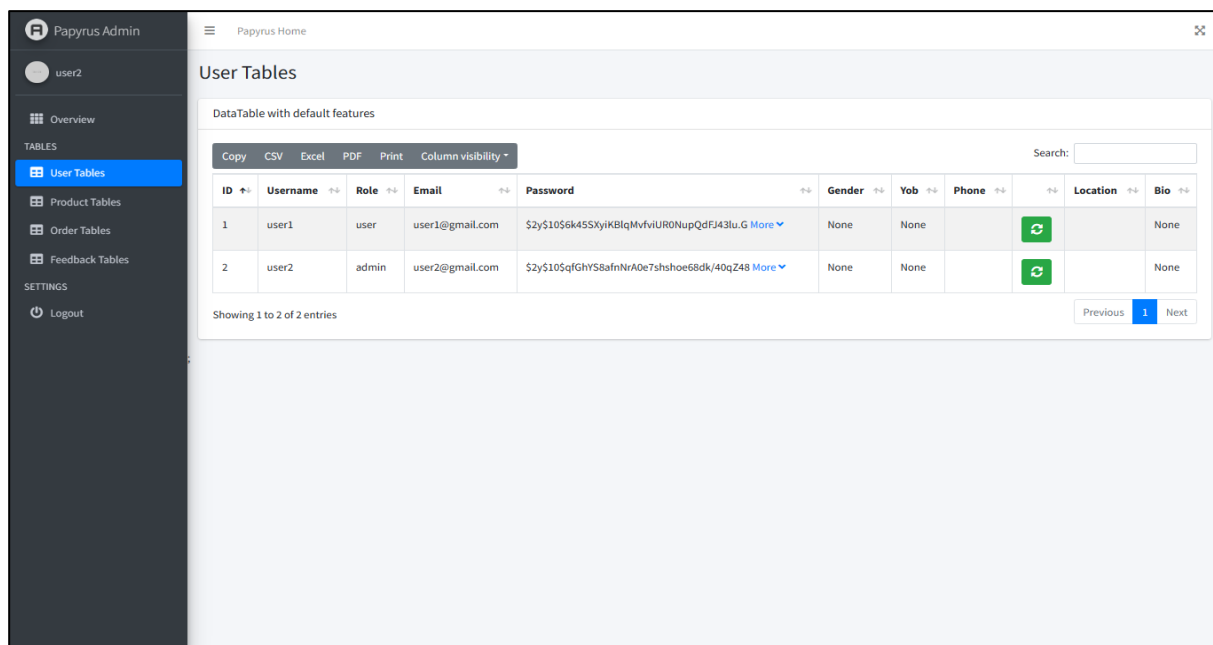 Papyrus Admin
Papyrus Home
user2
User Tables
Overview
TABLES
User Tables
Product Tables
Order Tables
Feedback Tables
SETTINGS
Logout
DataTable with default features
Copy CSV Excel PDF Print Column visibility
Search:
ID Username Role Email Password Gender Yob Phone Location Bio
1 user1 user user1@gmail.com $2y$10$6k45SXyiKBlqMvfviUR0NupQdFJ43lu.G More None None None
2 user2 admin user2@gmail.com $2y$10$qfGhYS8afnNrA0e7shshoe68dk/40qZ48 More None None None
Showing 1 to 2 of 2 entries
Previous 1 Next